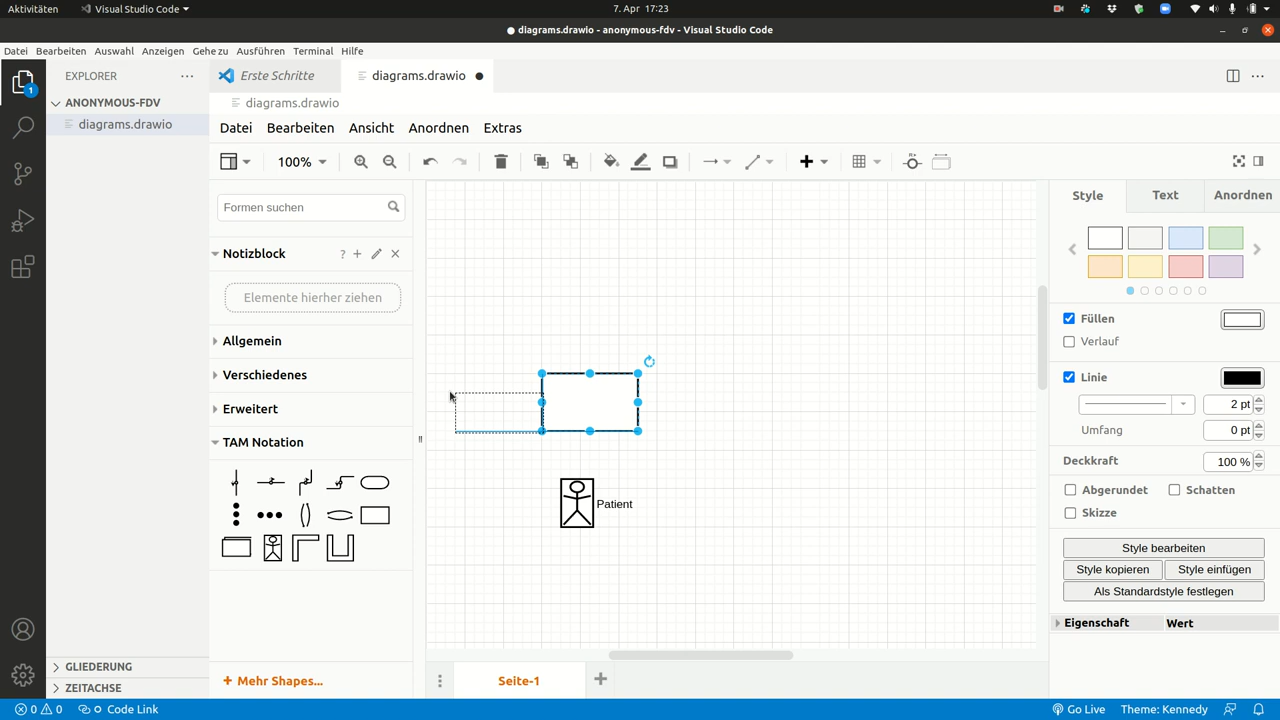 Aktivitäten
Visual Studio Code
7. Apr 17:23
diagrams.drawio - anonymous-fdv - Visual Studio Code
Datei Bearbeiten Auswahl Anzeigen Gehe zu Ausführen Terminal Hilfe
EXPLORER
Erste Schritte
diagrams.drawio
ANONYMOUS-FDV
diagrams.drawio
diagrams.drawio
1
Datei Bearbeiten Ansicht Anordnen Extras
100%
Formen suchen
Notizblock
?
Elemente hierher ziehen
Allgemein
Verschiedenes
Erweitert
TAM Notation
Mehr Shapes...
Patient
Style Text Anordnen
Füllen
Verlauf
Linie
2 pt
Umfang 0 pt
Deckkraft 100 %
Abgerundet Schatten
Skizze
Style bearbeiten
Style kopieren Style einfügen
Als Standardstyle festlegen
Eigenschaft Wert
GLIEDERUNG
ZEITACHSE
Seite-1
0 0 Code Link
Go Live Theme: Kennedy